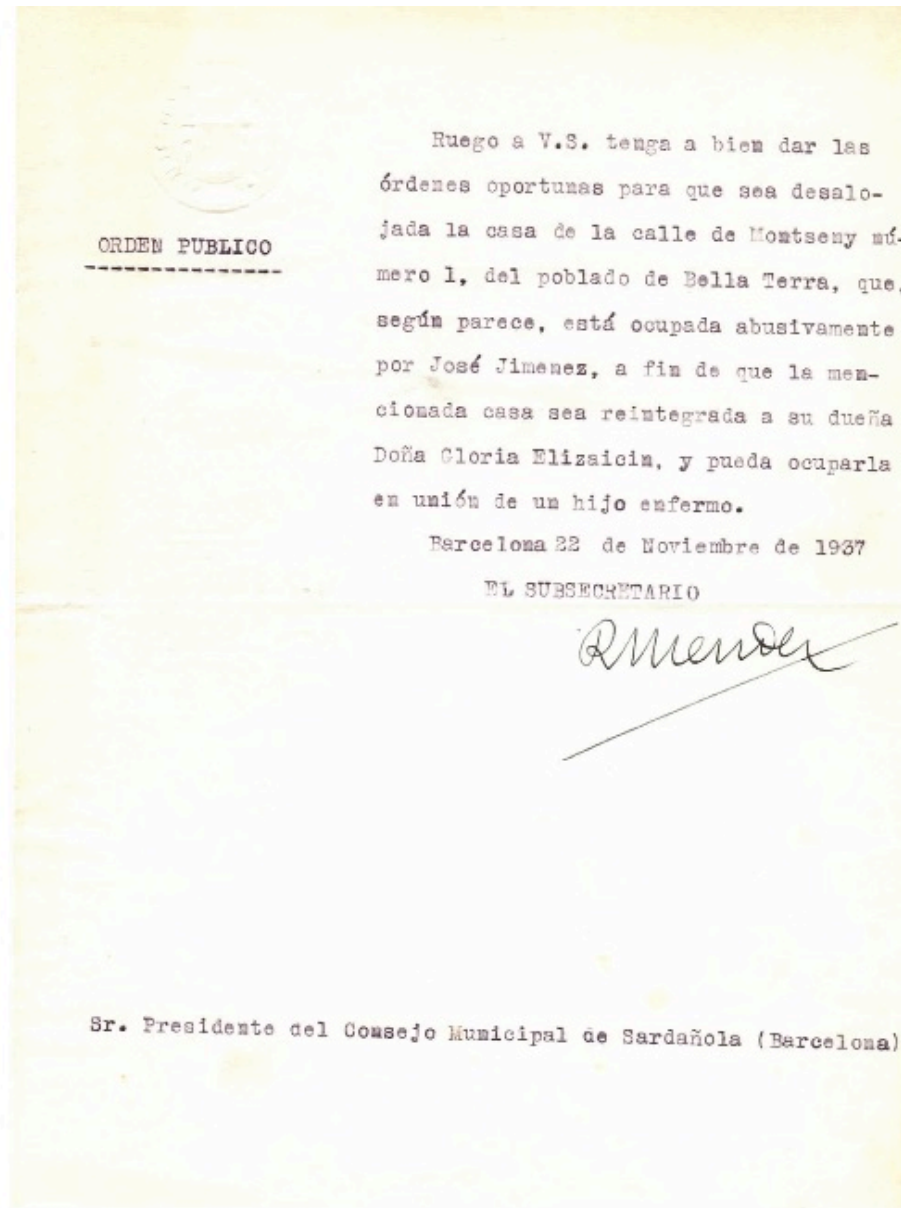 Ruego a V.S. tenga a bien dar las
órdenes oportunas para que sea desalo-
ORDEN PUBLICO
jada la casa de la calle de Montseny nú-
mero 1, del poblado de Bella Terra, que,
según parece, está ocupada abusivamente
por José Jimenez, a fin de que la men-
cionada casa sea reintegrada a su dueña
Doña Gloria Elizaicin, y pueda ocuparla
en unión de un hijo enfermo.
Barcelona 22 de Noviembre de 1937
EL SUBSECRETARIO
RMendez
Sr. Presidente del Consejo Municipal de Sardañola (Barcelona)